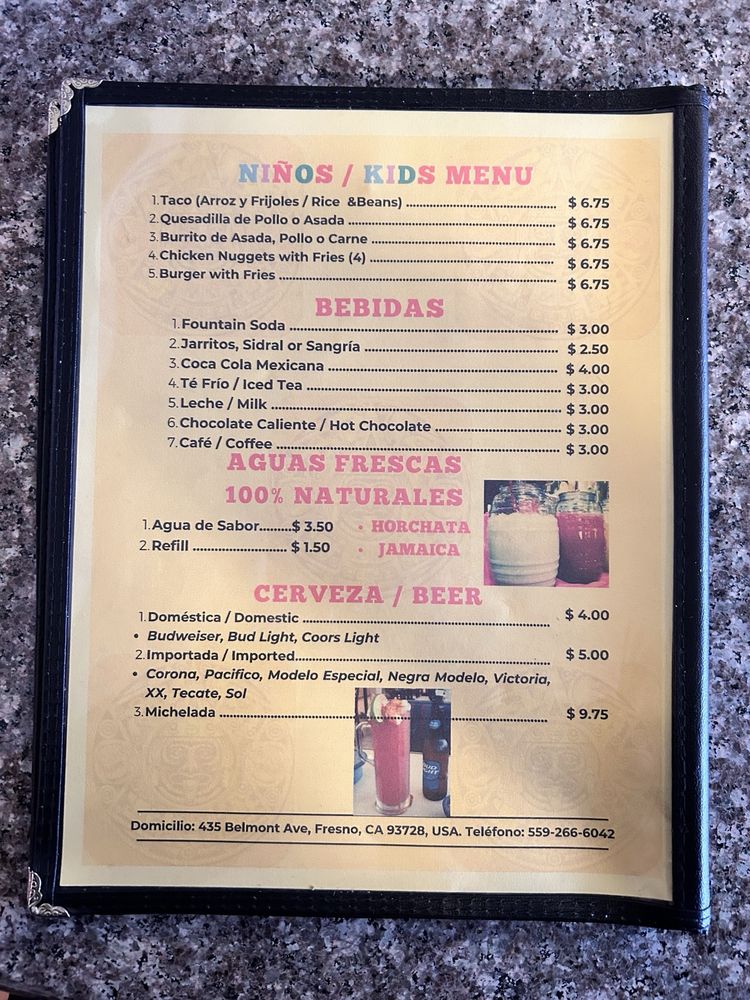 NIÑOS / KIDS MENU
1. Taco (Arroz y Frijoles / Rice &Beans) ........ $ 6.75
2. Quesadilla de Pollo o Asada ........ $ 6.75
3. Burrito de Asada, Pollo o Carne ........ $ 6.75
4. Chicken Nuggets with Fries (4) ........ $ 6.75
5. Burger with Fries ........ $ 6.75
BEBIDAS
1. Fountain Soda ........ $ 3.00
2. Jarritos, Sidral or Sangría ........ $ 2.50
3. Coca Cola Mexicana ........ $ 4.00
4. Té Frío / Iced Tea ........ $ 3.00
5. Leche / Milk ........ $ 3.00
6. Chocolate Caliente / Hot Chocolate ........ $ 3.00
7. Café / Coffee ........ $ 3.00
AGUAS FRESCAS
100% NATURALES
1. Agua de Sabor.........$ 3.50 • HORCHATA
2. Refill ........ $ 1.50 • JAMAICA
CERVEZA / BEER
1. Doméstica / Domestic ........ $ 4.00
• Budweiser, Bud Light, Coors Light
2. Importada / Imported........ $ 5.00
• Corona, Pacifico, Modelo Especial, Negra Modelo, Victoria,
XX, Tecate, Sol
3. Michelada ........ $ 9.75
BUD
LIGHT
Domicilio: 435 Belmont Ave, Fresno, CA 93728, USA. Teléfono: 559-266-6042